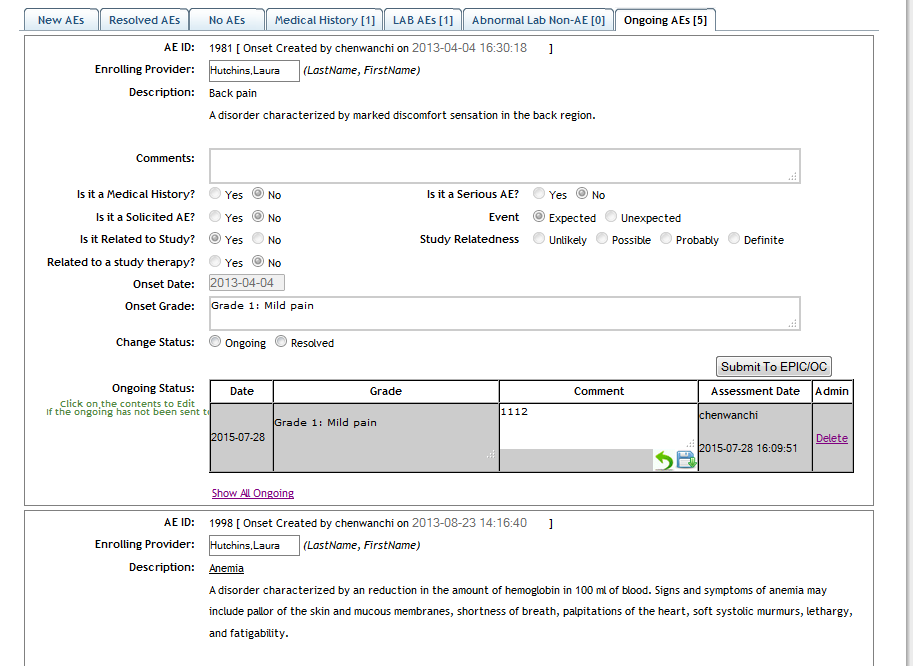 New AEs Resolved AEs No AEs Medical History [1] LAB AEs [1] Abnormal Lab Non-AE [0] Ongoing AEs [5]
AE ID: 1981 [ Onset Created by chenwanchi on 2013-04-04 16:30:18 ]
Enrolling Provider: Hutchins,Laura (LastName, FirstName)
Description: Back pain
A disorder characterized by marked discomfort sensation in the back region.
Comments:
Is it a Medical History? Yes No Is it a Serious AE? Yes No
Is it a Solicited AE? Yes No Event Expected Unexpected
Is it Related to Study? Yes No Study Relatedness Unlikely Possible Probably Definite
Related to a study therapy? Yes No
Onset Date: 2013-04-04
Onset Grade: Grade 1: Mild pain
Change Status: Ongoing Resolved
Submit To EPIC/OC
Ongoing Status: Date Grade Comment Assessment Date Admin
Click on the contents to Edit
If the ongoing has not been sent to
2015-07-28 Grade 1: Mild pain 1112 chenwanchi
2015-07-28 16:09:51 Delete
Show All Ongoing
AE ID: 1998 [ Onset Created by chenwanchi on 2013-08-23 14:16:40 ]
Enrolling Provider: Hutchins,Laura (LastName, FirstName)
Description: Anemia
A disorder characterized by an reduction in the amount of hemoglobin in 100 ml of blood. Signs and symptoms of anemia may
include pallor of the skin and mucous membranes, shortness of breath, palpitations of the heart, soft systolic murmurs, lethargy,
and fatigability.